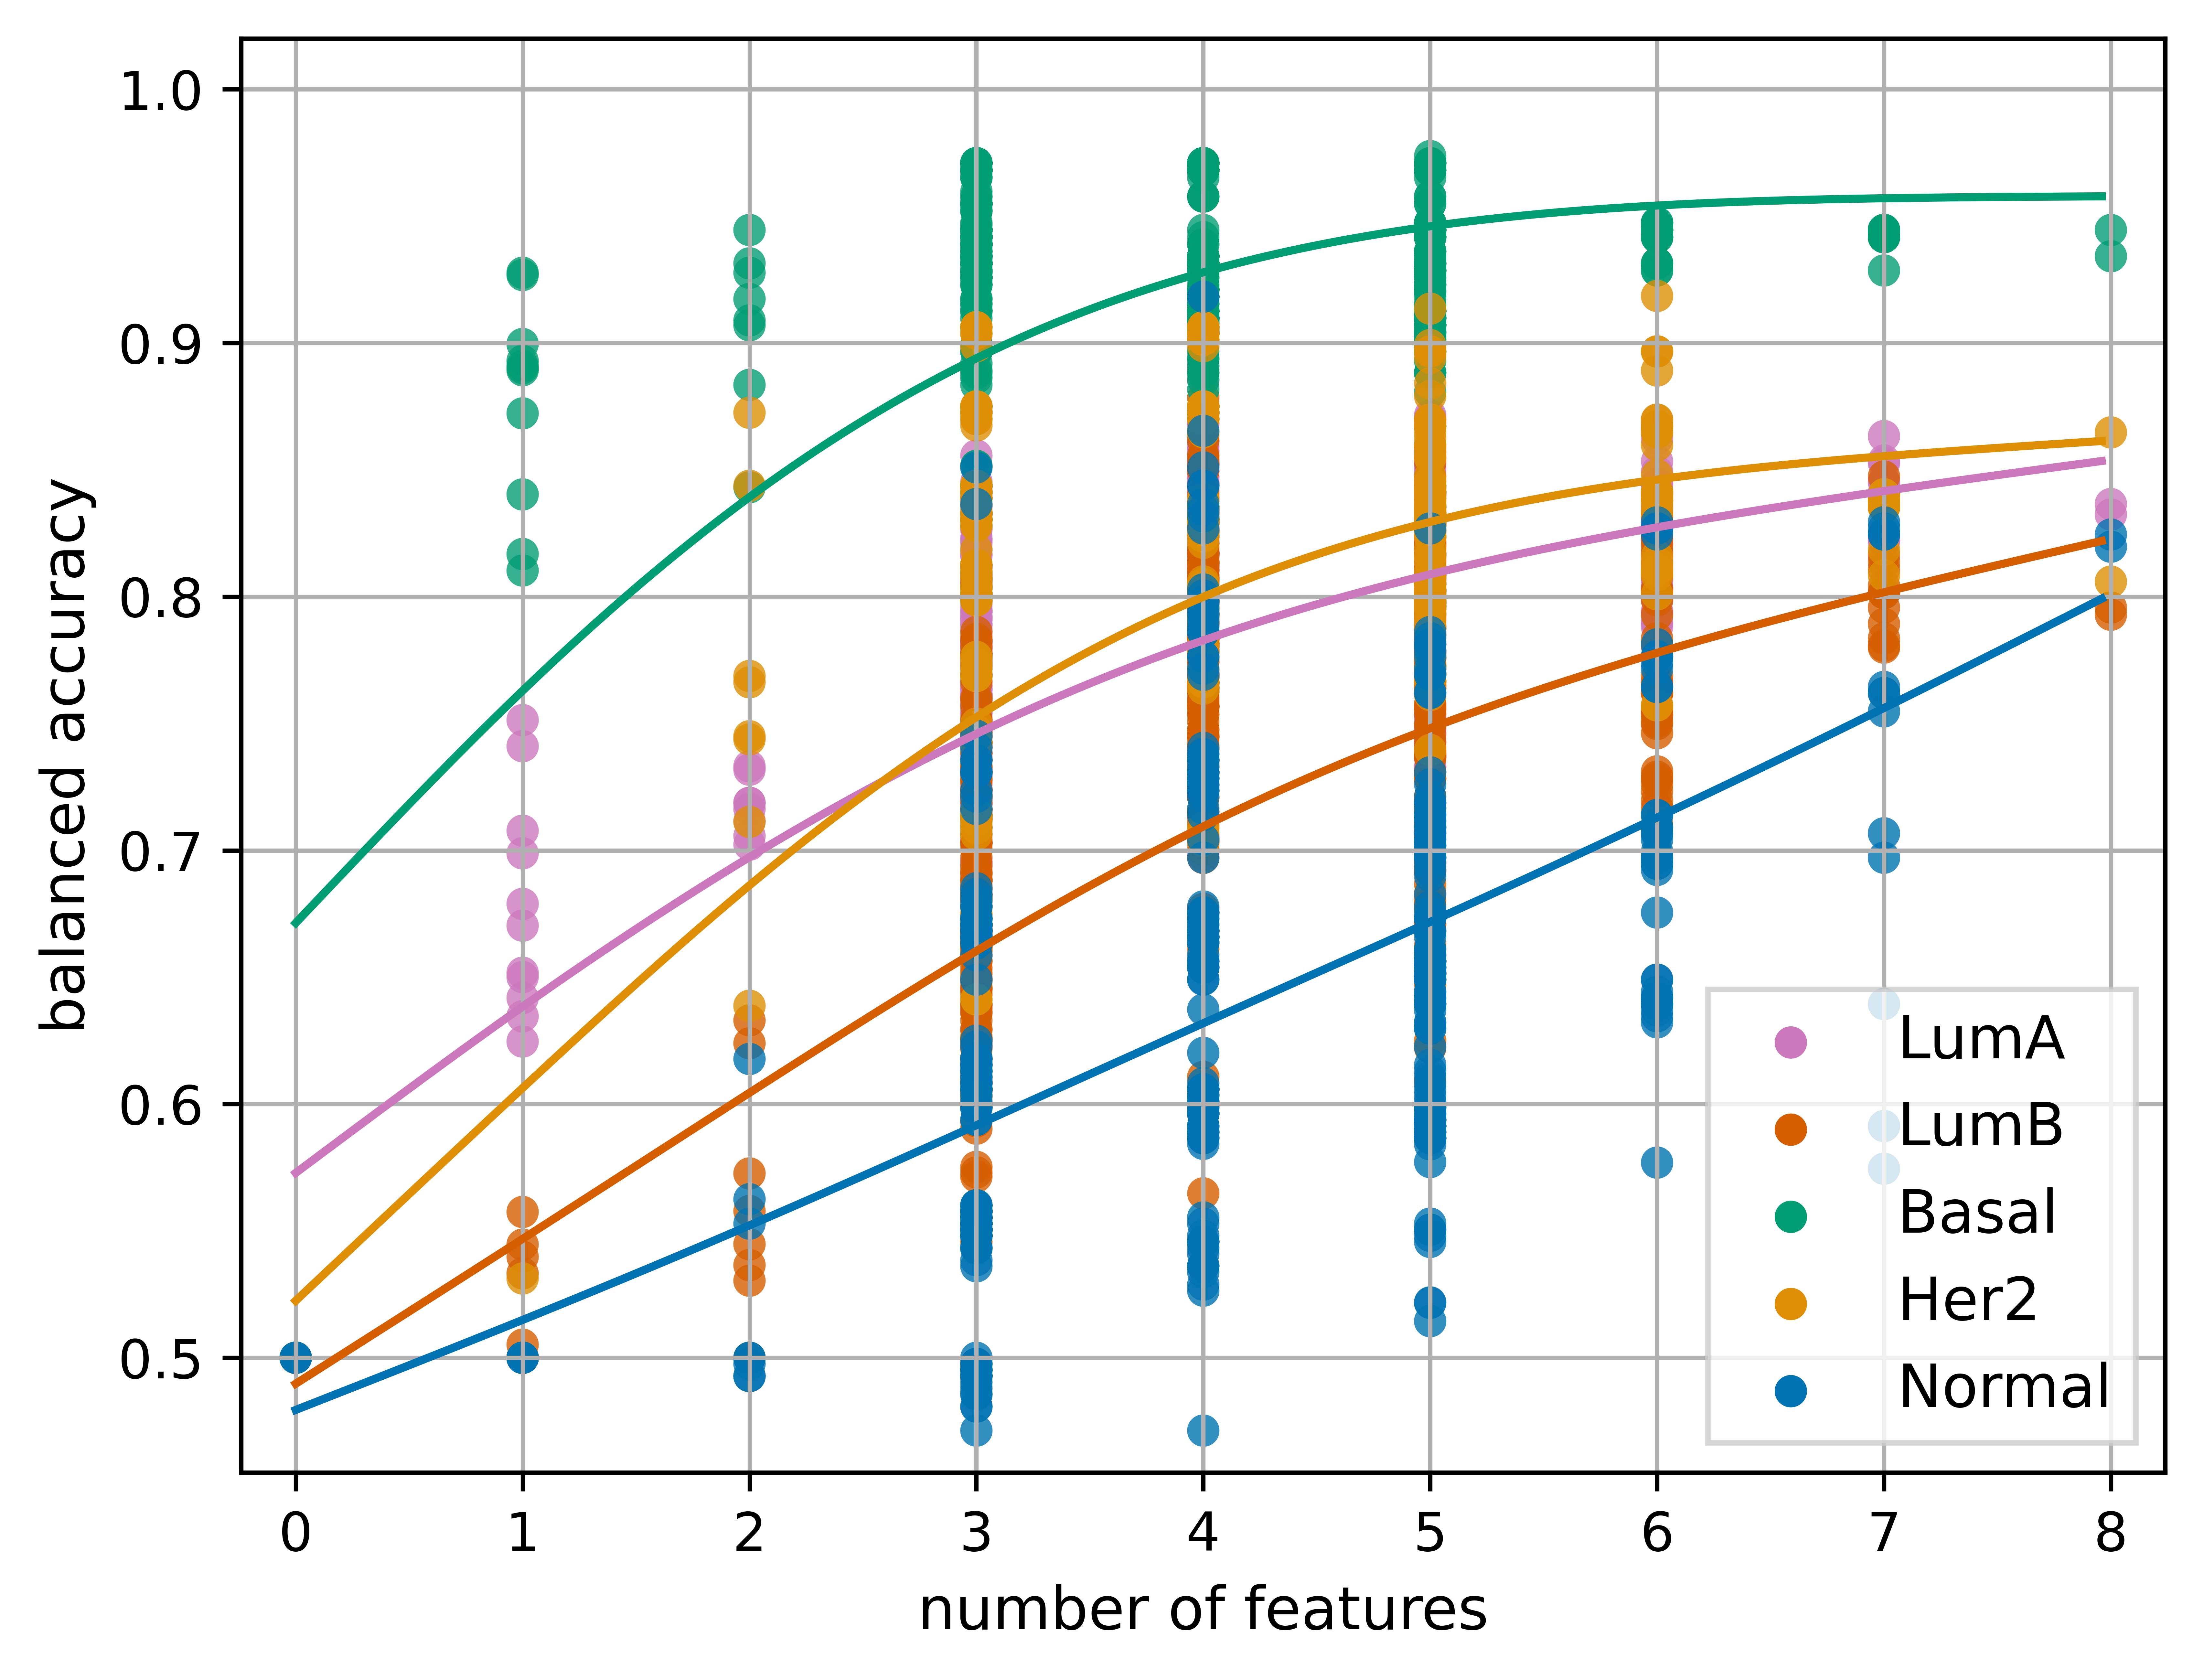 1.0
0.9
0.8
0.7
0.6
0.5
balanced accuracy
0 1 2 3 4 5 6 7 8
number of features
LumA
LumB
Basal
Her2
Normal